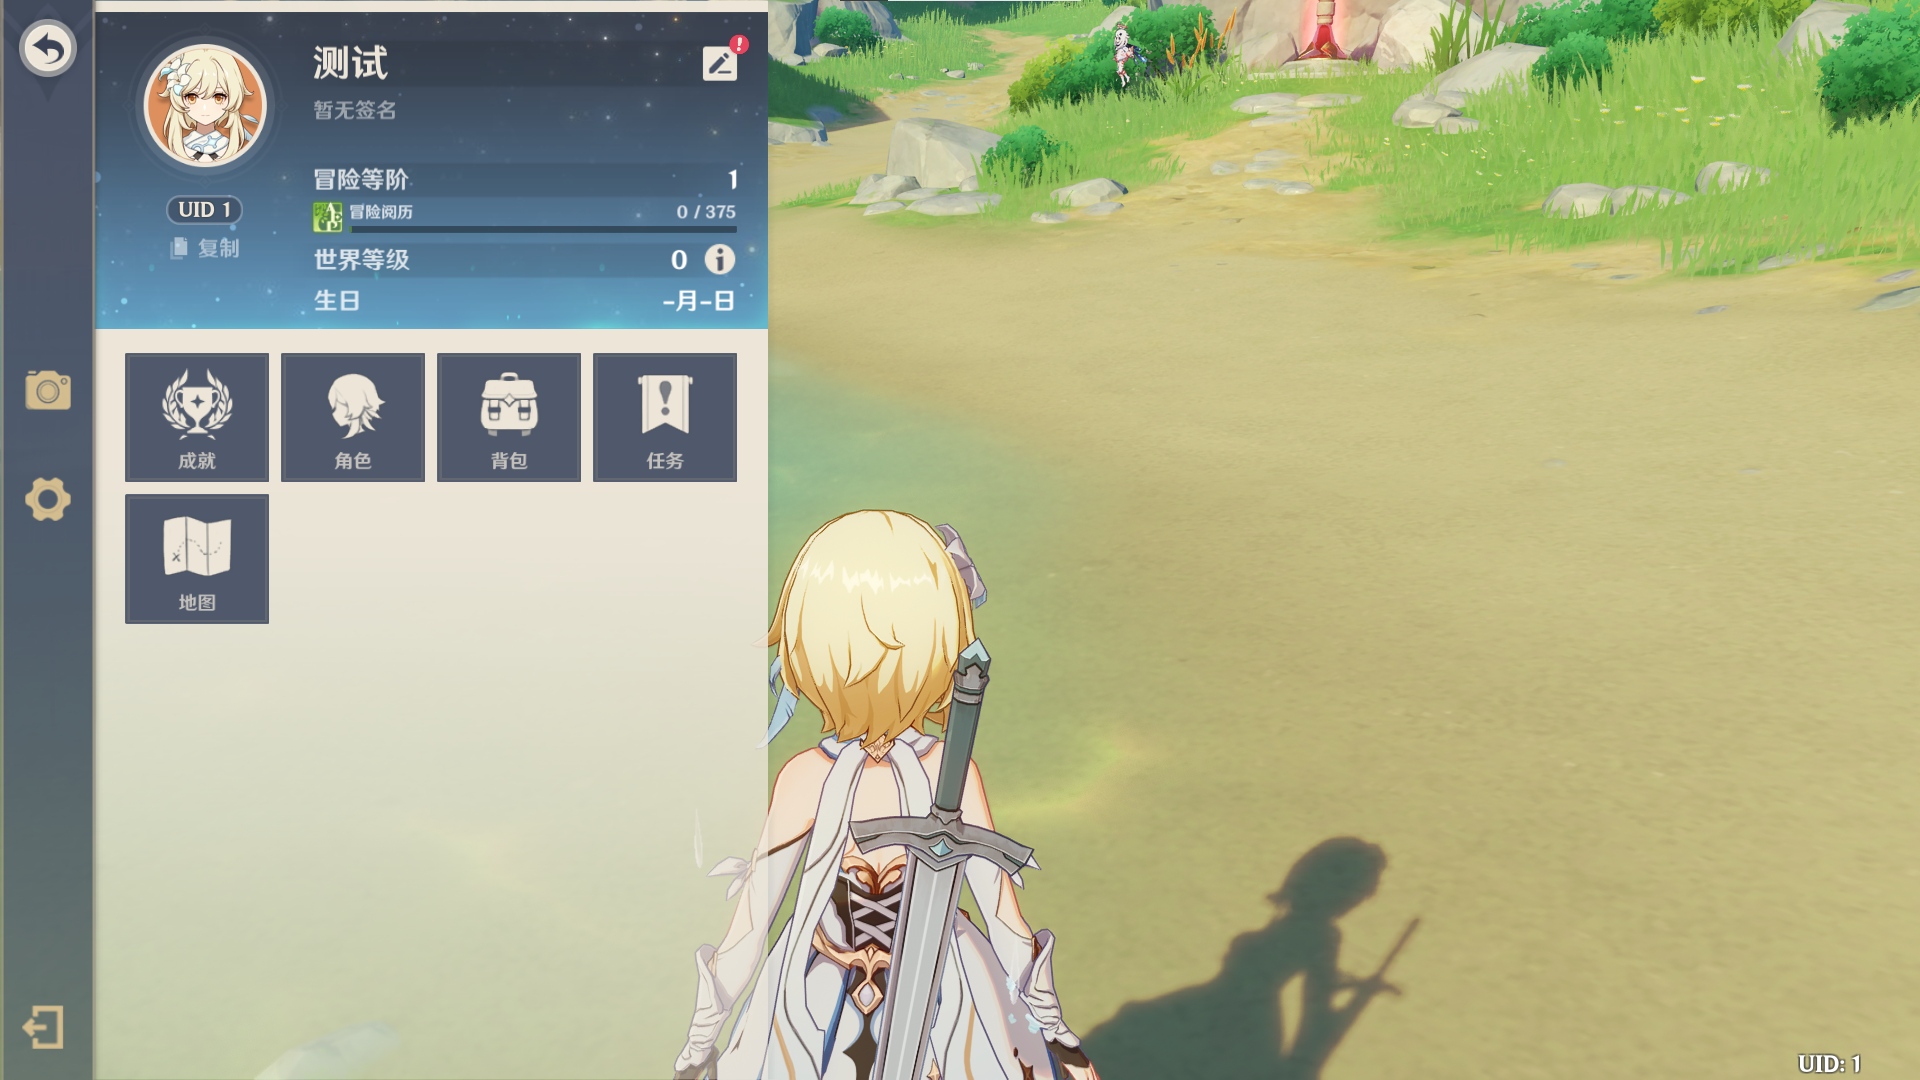 测试
暂无签名
冒险等阶 1
冒险阅历 0 / 375
世界等级 0
生日 -月-日
UID 1
复制
成就
角色
背包
任务
地图
UID: 1